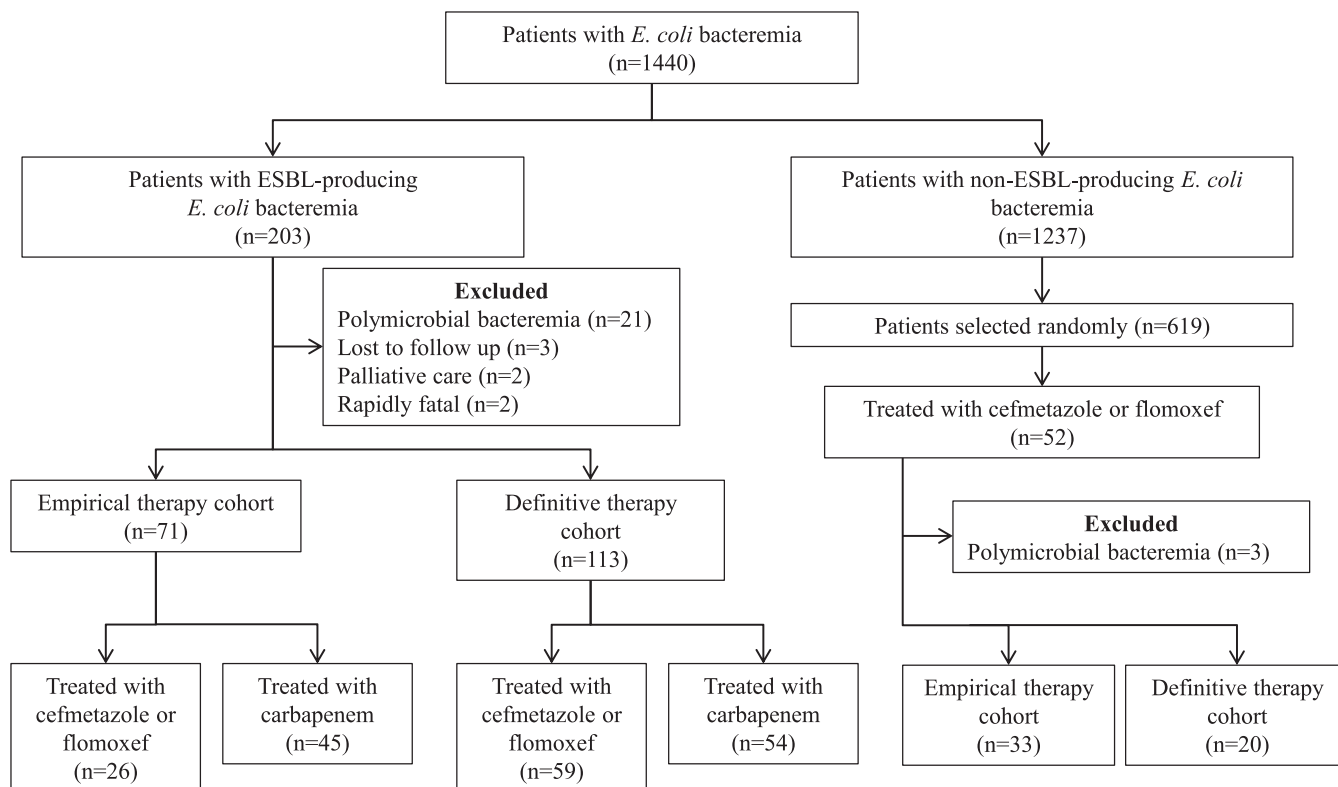 Patients with E. coli bacteremia
(n=1440)
Patients with ESBL-producing
E. coli bacteremia
(n=203)
Patients with non-ESBL-producing E. coli
bacteremia
(n=1237)
Excluded
Polymicrobial bacteremia (n=21)
Lost to follow up (n=3)
Palliative care (n=2)
Rapidly fatal (n=2)
Patients selected randomly (n=619)
Treated with cefmetazole or flomoxef
(n=52)
Empirical therapy cohort
(n=71)
Definitive therapy
cohort
(n=113)
Excluded
Polymicrobial bacteremia (n=3)
Treated with
cefmetazole or
flomoxef
(n=26)
Treated with
carbapenem
(n=45)
Treated with
cefmetazole or
flomoxef
(n=59)
Treated with
carbapenem
(n=54)
Empirical therapy
cohort
(n=33)
Definitive therapy
cohort
(n=20)